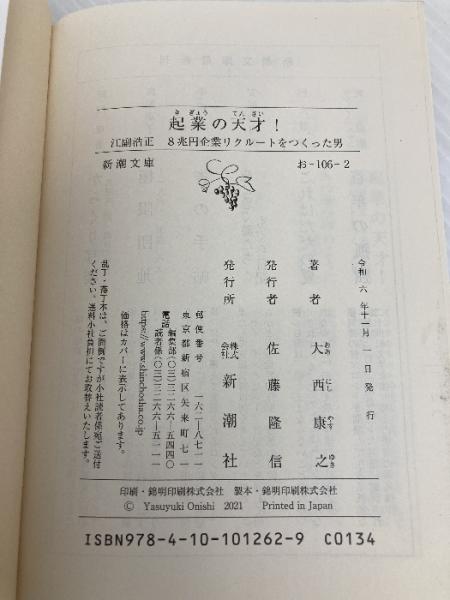 起業の天才！
江副浩正　８兆円企業リクルートをつくった男
新潮文庫　お-106-2
令和六年十一月一日発行
著者　大西康之
発行者　佐藤隆信
発行所　株式会社　新潮社
郵便番号　一六二―八七一一
東京都新宿区矢来町七一
電話　編集部（〇三）三二六六―五四四〇
読者係（〇三）三二六六―五一一一
https://www.shinchosha.co.jp
価格はカバーに表示してあります。
乱丁・落丁本は、ご面倒ですが小社読者係宛ご送付
ください。送料小社負担にてお取替えいたします。
印刷・錦明印刷株式会社　製本・錦明印刷株式会社
© Yasuyuki Onishi 2021　Printed in Japan
ISBN978-4-10-101262-9 C0134